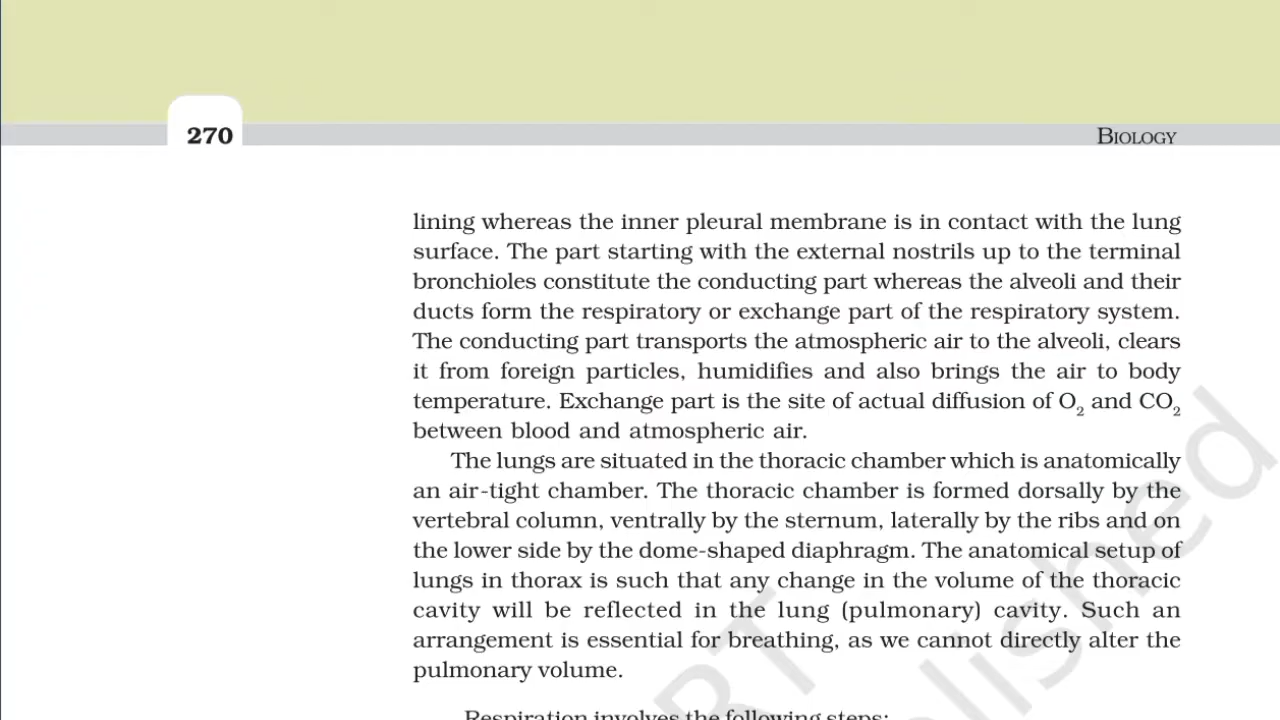 270
BIOLOGY
lining whereas the inner pleural membrane is in contact with the lung
surface. The part starting with the external nostrils up to the terminal
bronchioles constitute the conducting part whereas the alveoli and their
ducts form the respiratory or exchange part of the respiratory system.
The conducting part transports the atmospheric air to the alveoli, clears
it from foreign particles, humidifies and also brings the air to body
temperature. Exchange part is the site of actual diffusion of O₂ and CO₂
between blood and atmospheric air.
The lungs are situated in the thoracic chamber which is anatomically
an air-tight chamber. The thoracic chamber is formed dorsally by the
vertebral column, ventrally by the sternum, laterally by the ribs and on
the lower side by the dome-shaped diaphragm. The anatomical setup of
lungs in thorax is such that any change in the volume of the thoracic
cavity will be reflected in the lung (pulmonary) cavity. Such an
arrangement is essential for breathing, as we cannot directly alter the
pulmonary volume.
Respiration involves the following steps: